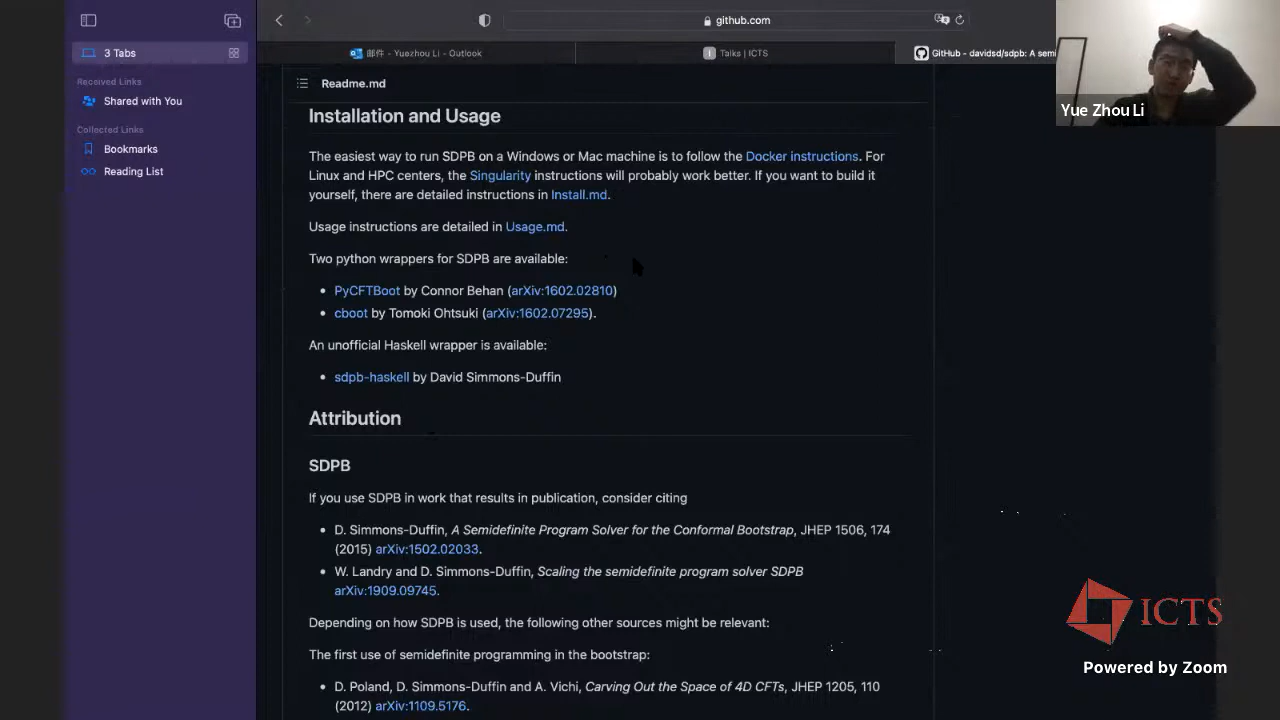 github.com
3 Tabs
邮件 - Yuezhou Li - Outlook
Talks | ICTS
GitHub - davidsd/sdpb: A semi
Received Links
Shared with You
Collected Links
Bookmarks
Reading List
Readme.md
Installation and Usage
The easiest way to run SDPB on a Windows or Mac machine is to follow the Docker instructions. For
Linux and HPC centers, the Singularity instructions will probably work better. If you want to build it
yourself, there are detailed instructions in Install.md.
Usage instructions are detailed in Usage.md.
Two python wrappers for SDPB are available:
• PyCFTBoot by Connor Behan (arXiv:1602.02810)
• cboot by Tomoki Ohtsuki (arXiv:1602.07295).
An unofficial Haskell wrapper is available:
• sdpb-haskell by David Simmons-Duffin
Attribution
SDPB
If you use SDPB in work that results in publication, consider citing
• D. Simmons-Duffin, A Semidefinite Program Solver for the Conformal Bootstrap, JHEP 1506, 174
(2015) arXiv:1502.02033.
• W. Landry and D. Simmons-Duffin, Scaling the semidefinite program solver SDPB
arXiv:1909.09745.
Depending on how SDPB is used, the following other sources might be relevant:
The first use of semidefinite programming in the bootstrap:
• D. Poland, D. Simmons-Duffin and A. Vichi, Carving Out the Space of 4D CFTs, JHEP 1205, 110
(2012) arXiv:1109.5176.
Yue Zhou Li
ICTS
Powered by Zoom